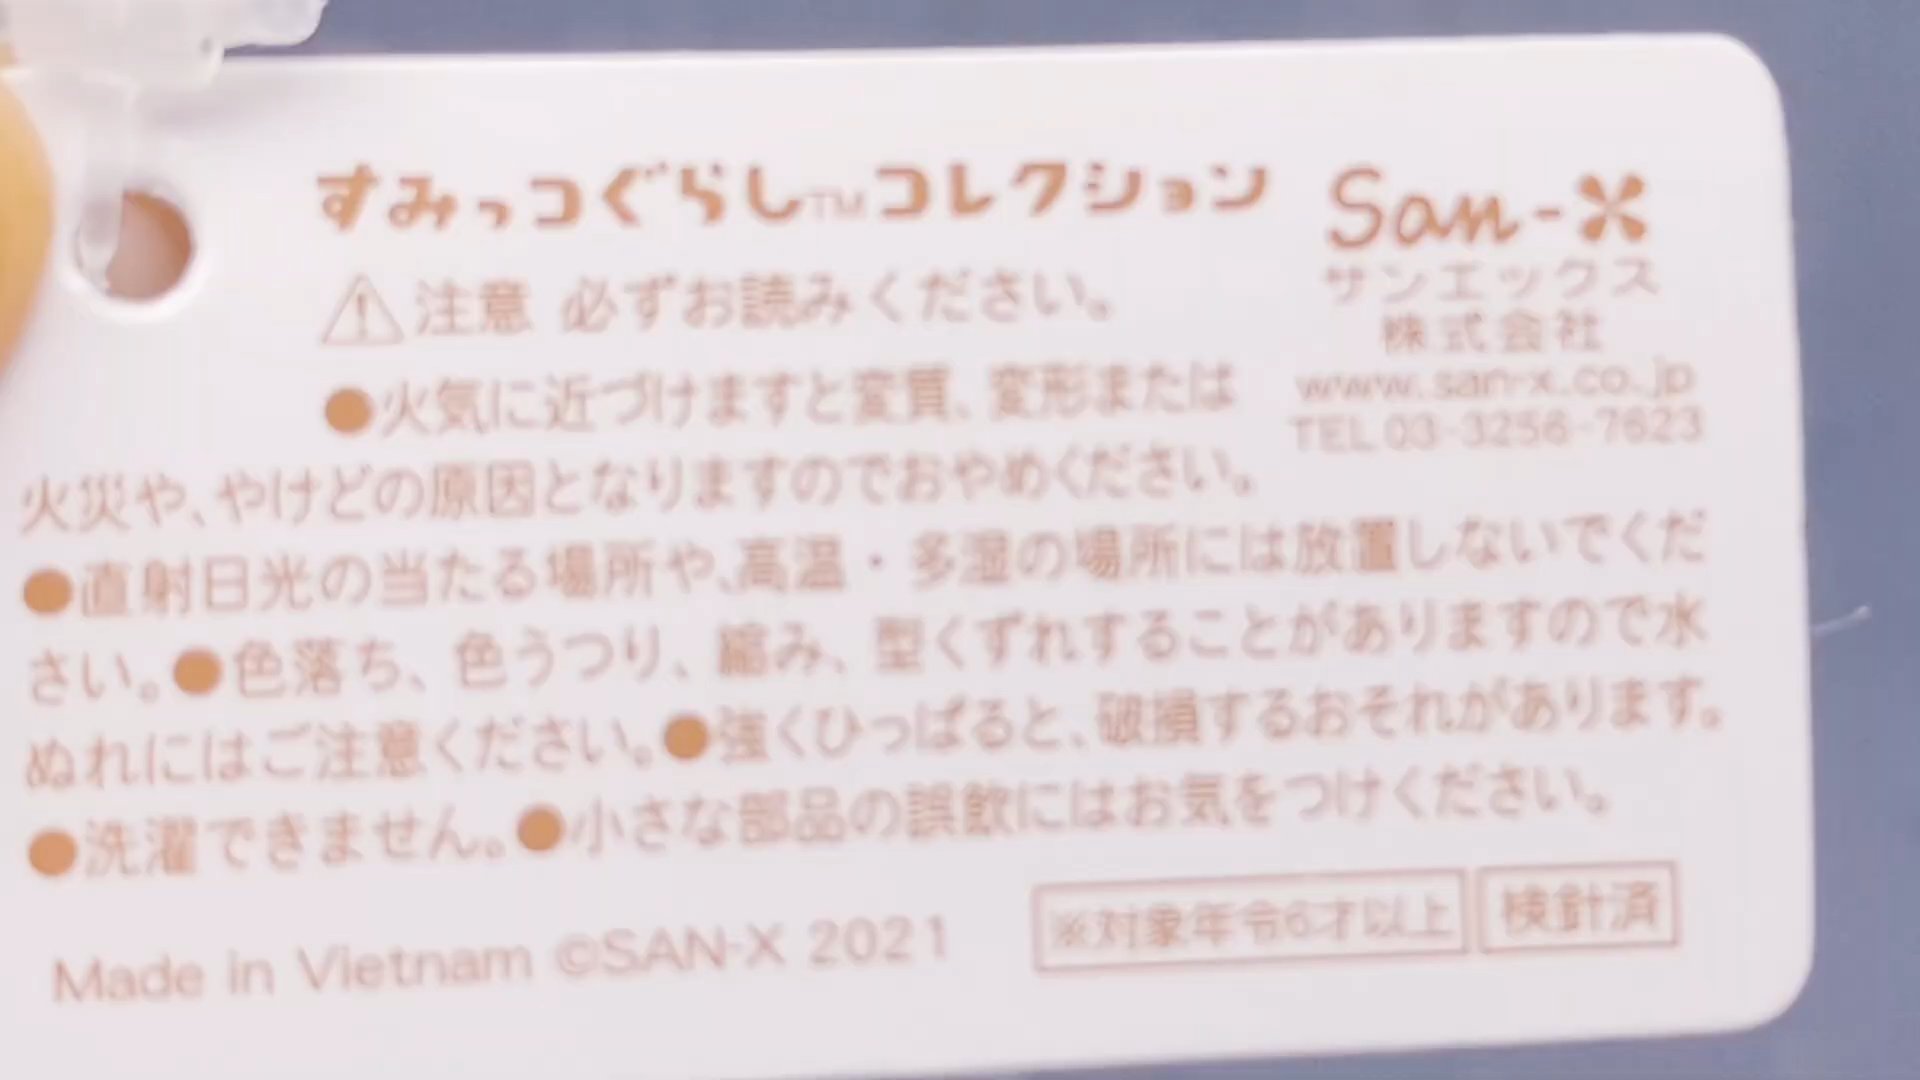 すみっコぐらし™コレクション
San-X
サンエックス
株式会社
www.san-x.co.jp
TEL 03-3256-7623
⚠注意 必ずお読みください。
●火気に近づけますと変質、変形または
火災や、やけどの原因となりますのでおやめください。
●直射日光の当たる場所や、高温・多湿の場所には放置しないでくだ
さい。●色落ち、色うつり、縮み、型くずれすることがありますので水
ぬれにはご注意ください。●強くひっぱると、破損するおそれがあります。
●洗濯できません。●小さな部品の誤飲にはお気をつけください。
Made in Vietnam ©SAN-X 2021
※対象年令6才以上
検針済